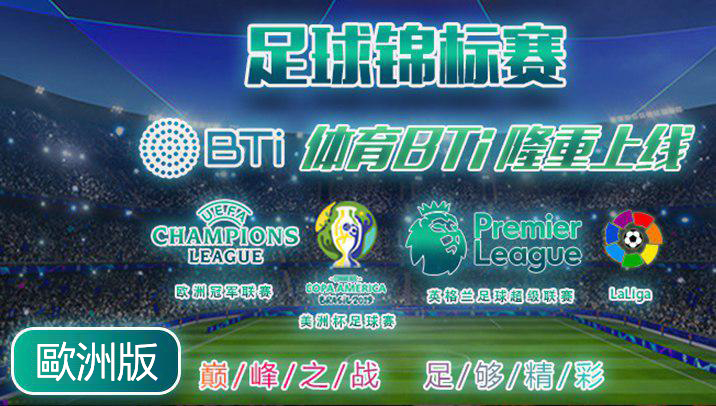 足球锦标赛
BTi 体育BTi隆重上线
UEFA
CHAMPIONS
LEAGUE
欧洲冠军联赛
COPA AMERICA
BRASIL 2019
美洲杯足球赛
Premier
League
英格兰足球超级联赛
LaLiga
歐洲版
巅/峰/之/战 足/够/精/彩